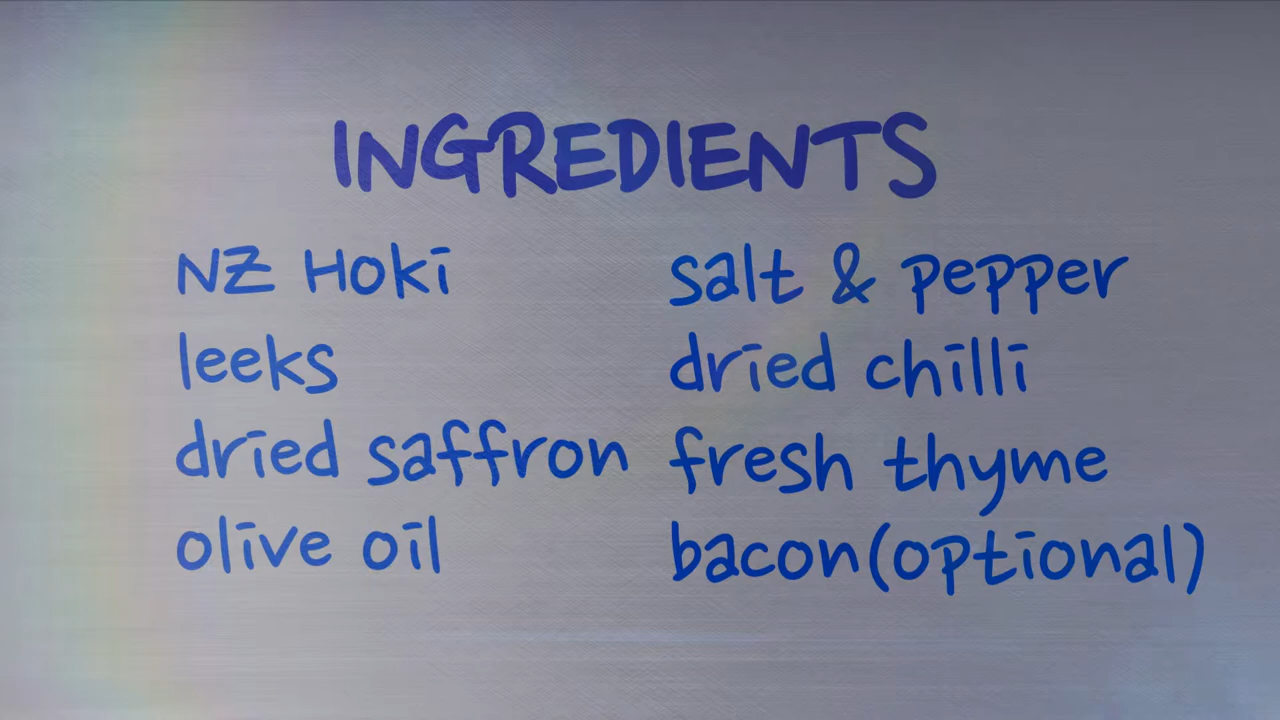 INGREDIENTS
NZ Hoki
leeks
dried saffron
olive oil
salt & pepper
dried chilli
fresh thyme
bacon(optional)